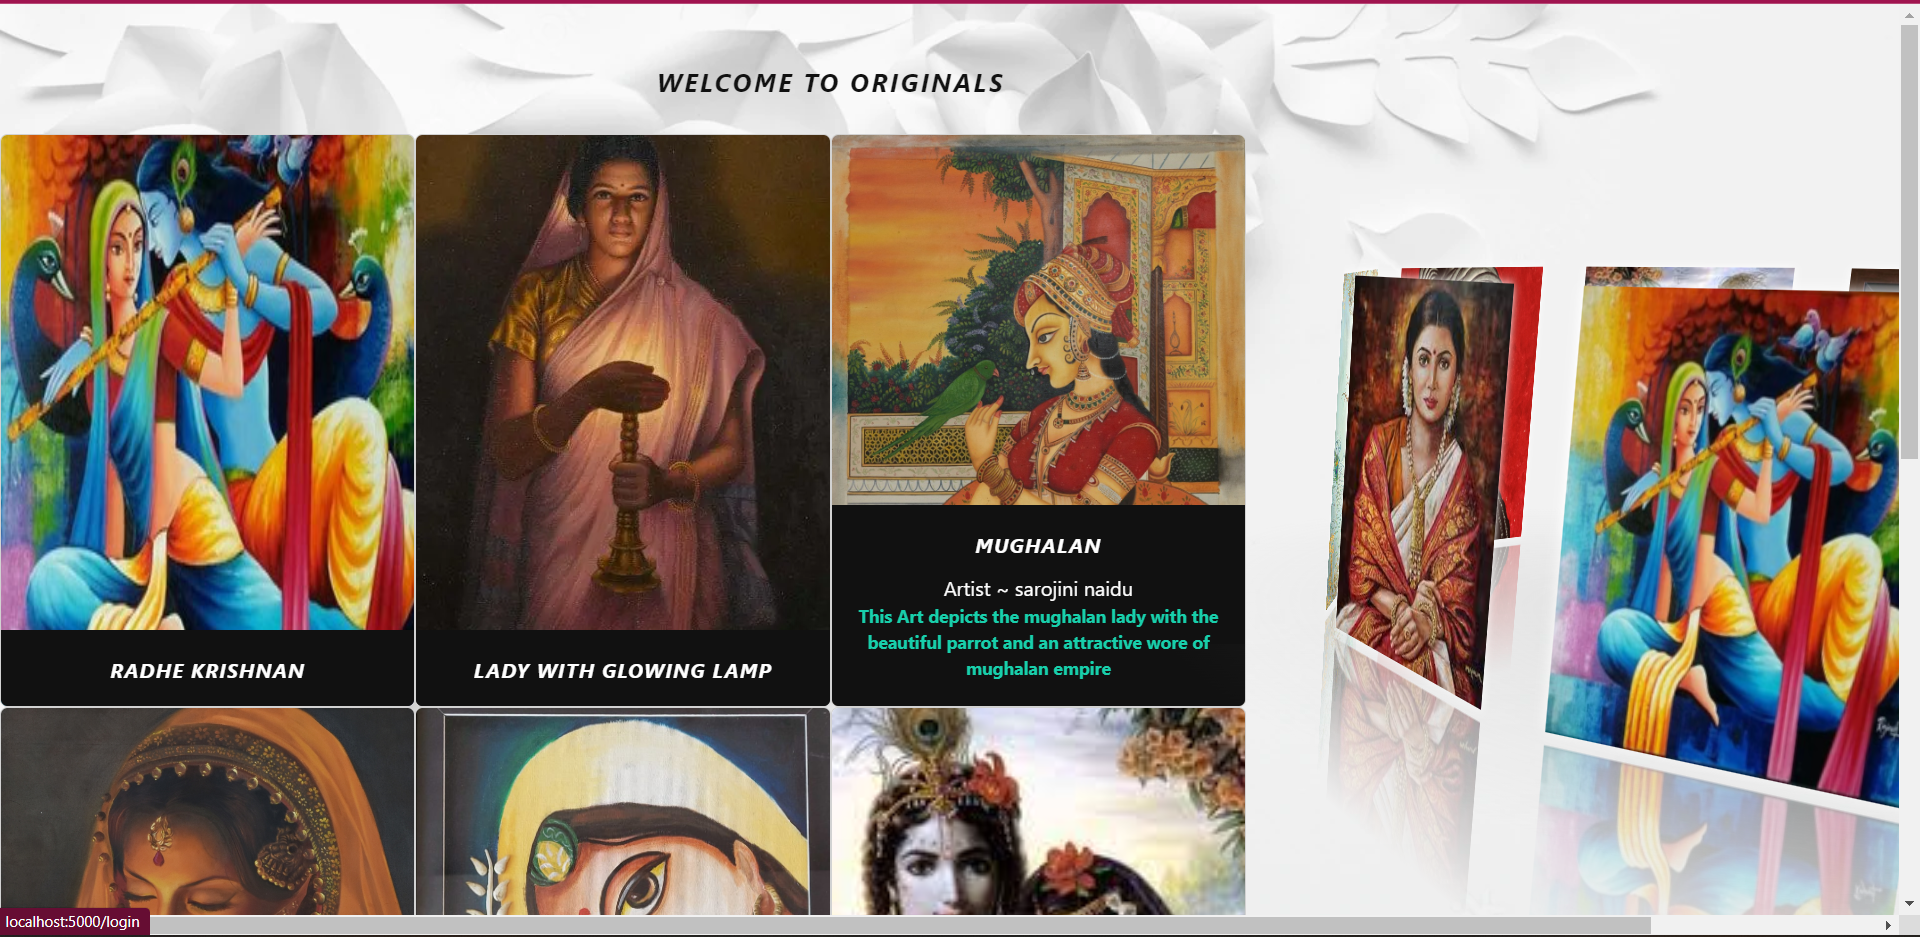 WELCOME TO ORIGINALS
RADHE KRISHNAN
LADY WITH GLOWING LAMP
MUGHALAN
Artist ~ sarojini naidu
This Art depicts the mughalan lady with the
beautiful parrot and an attractive wore of
mughalan empire
localhost:5000/login